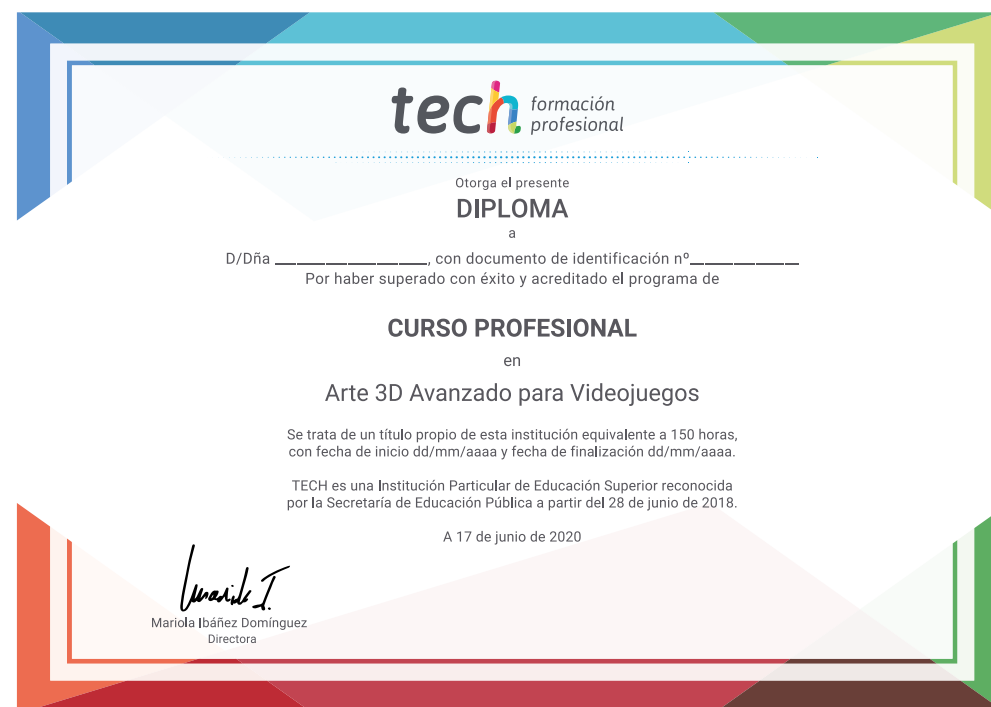 tech formación
profesional
Otorga el presente
DIPLOMA
a
D/Dña _______________, con documento de identificación nº__________
Por haber superado con éxito y acreditado el programa de
CURSO PROFESIONAL
en
Arte 3D Avanzado para Videojuegos
Se trata de un título propio de esta institución equivalente a 150 horas,
con fecha de inicio dd/mm/aaaa y fecha de finalización dd/mm/aaaa.
TECH es una Institución Particular de Educación Superior reconocida
por la Secretaría de Educación Pública a partir del 28 de junio de 2018.
A 17 de junio de 2020
Mariola Ibáñez Domínguez
Directora